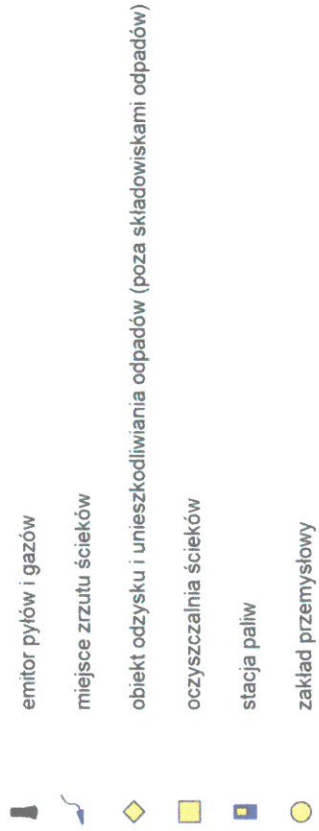 emitor pyłów i gazów
miejsce zrzutu ścieków
obiekt odzysku i unieszkodliwiania odpadów (poza składowiskami odpadów)
oczyszczalnia ścieków
stacja paliw
zakład przemysłowy